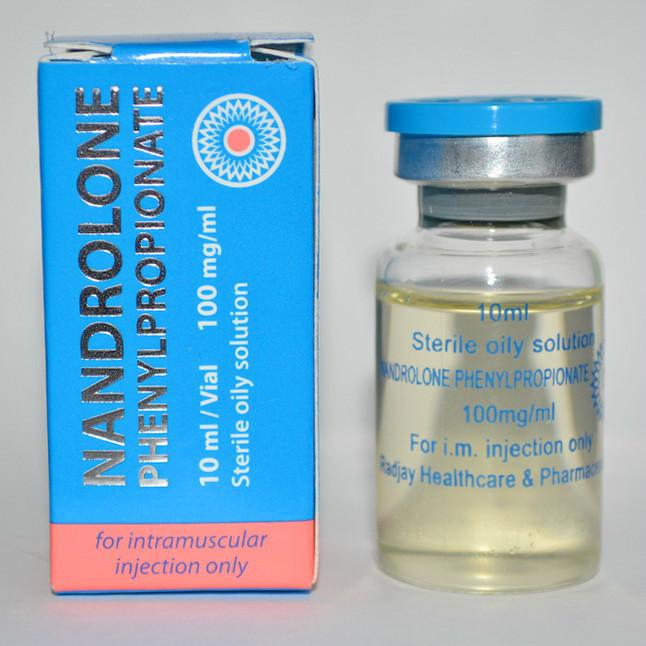 NANDROLONE
PHENYLPROPIONATE
10 ml / Vial 100 mg/ml
Sterile oily solution
for intramuscular
injection only
10ml
Sterile oily solution
NANDROLONE PHENYLPROPIONATE
100mg/ml
For i.m. injection only
Radjay Healthcare &